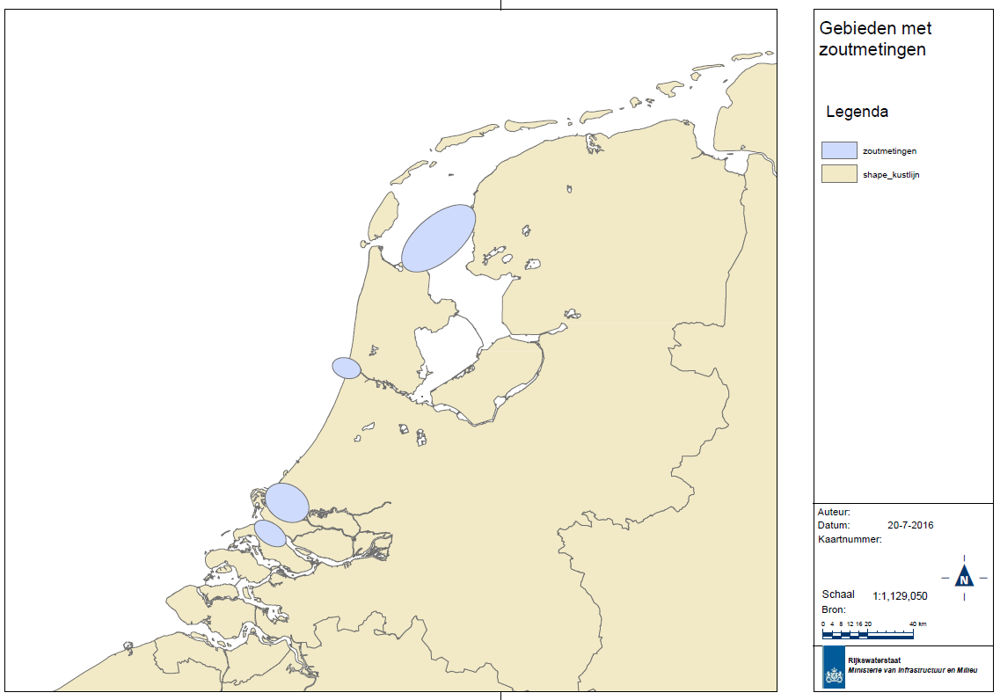 Gebieden met
zoutmetingen
Legenda
zoutmetingen
shape_kustlijn
Auteur:
Datum: 20-7-2016
Kaartnummer:
N
Schaal 1:1,129,050
Bron:
0 4 8 12 16 20 40 km
Rijkswaterstaat
Ministerie van Infrastructuur en Milieu